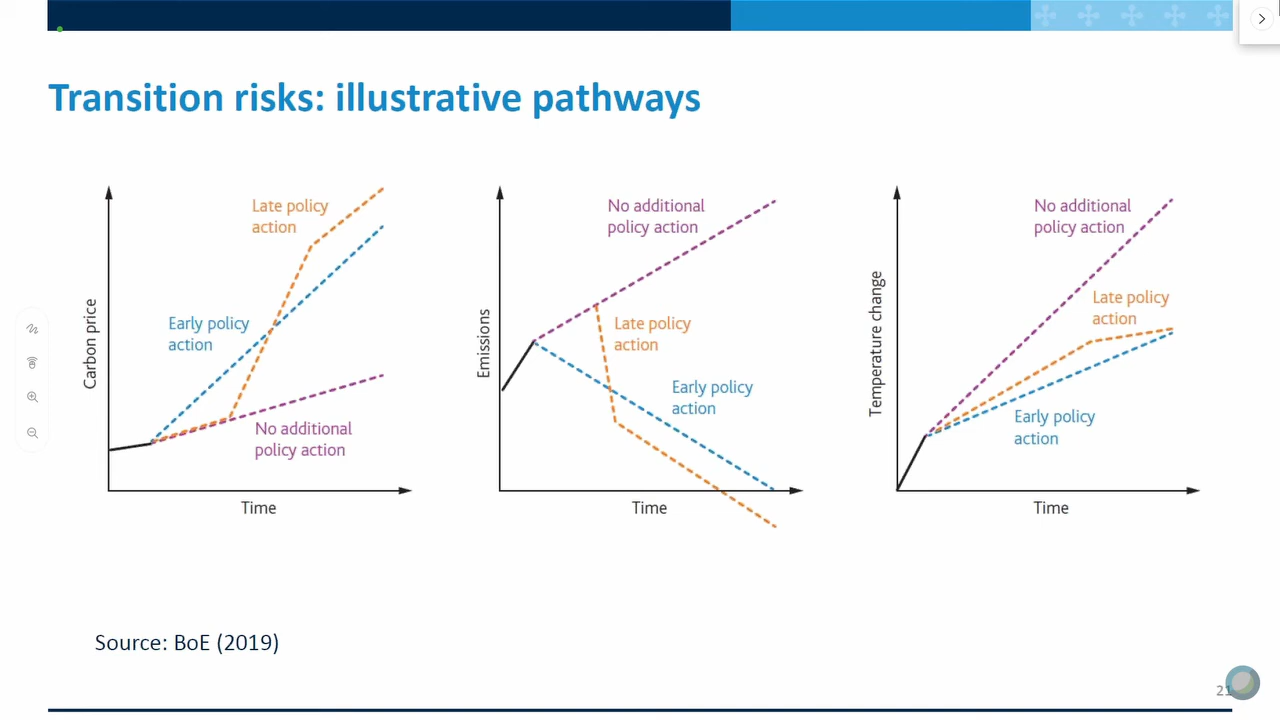 Transition risks: illustrative pathways
Late policy
action
Early policy
action
No additional
policy action
Carbon price
Time
No additional
policy action
Late policy
action
Early policy
action
Emissions
Time
No additional
policy action
Late policy
action
Early policy
action
Temperature change
Time
Source: BoE (2019)
21